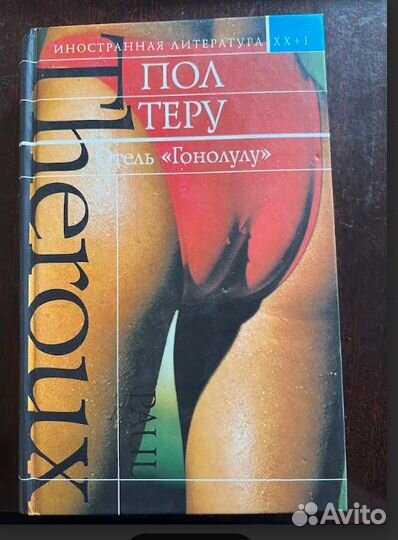 ИНОСТРАННАЯ ЛИТЕРАТУРА XX+I
ПОЛ
ТЕРУ
Отель «Гонолулу»
Theroux
PAUL
Avito